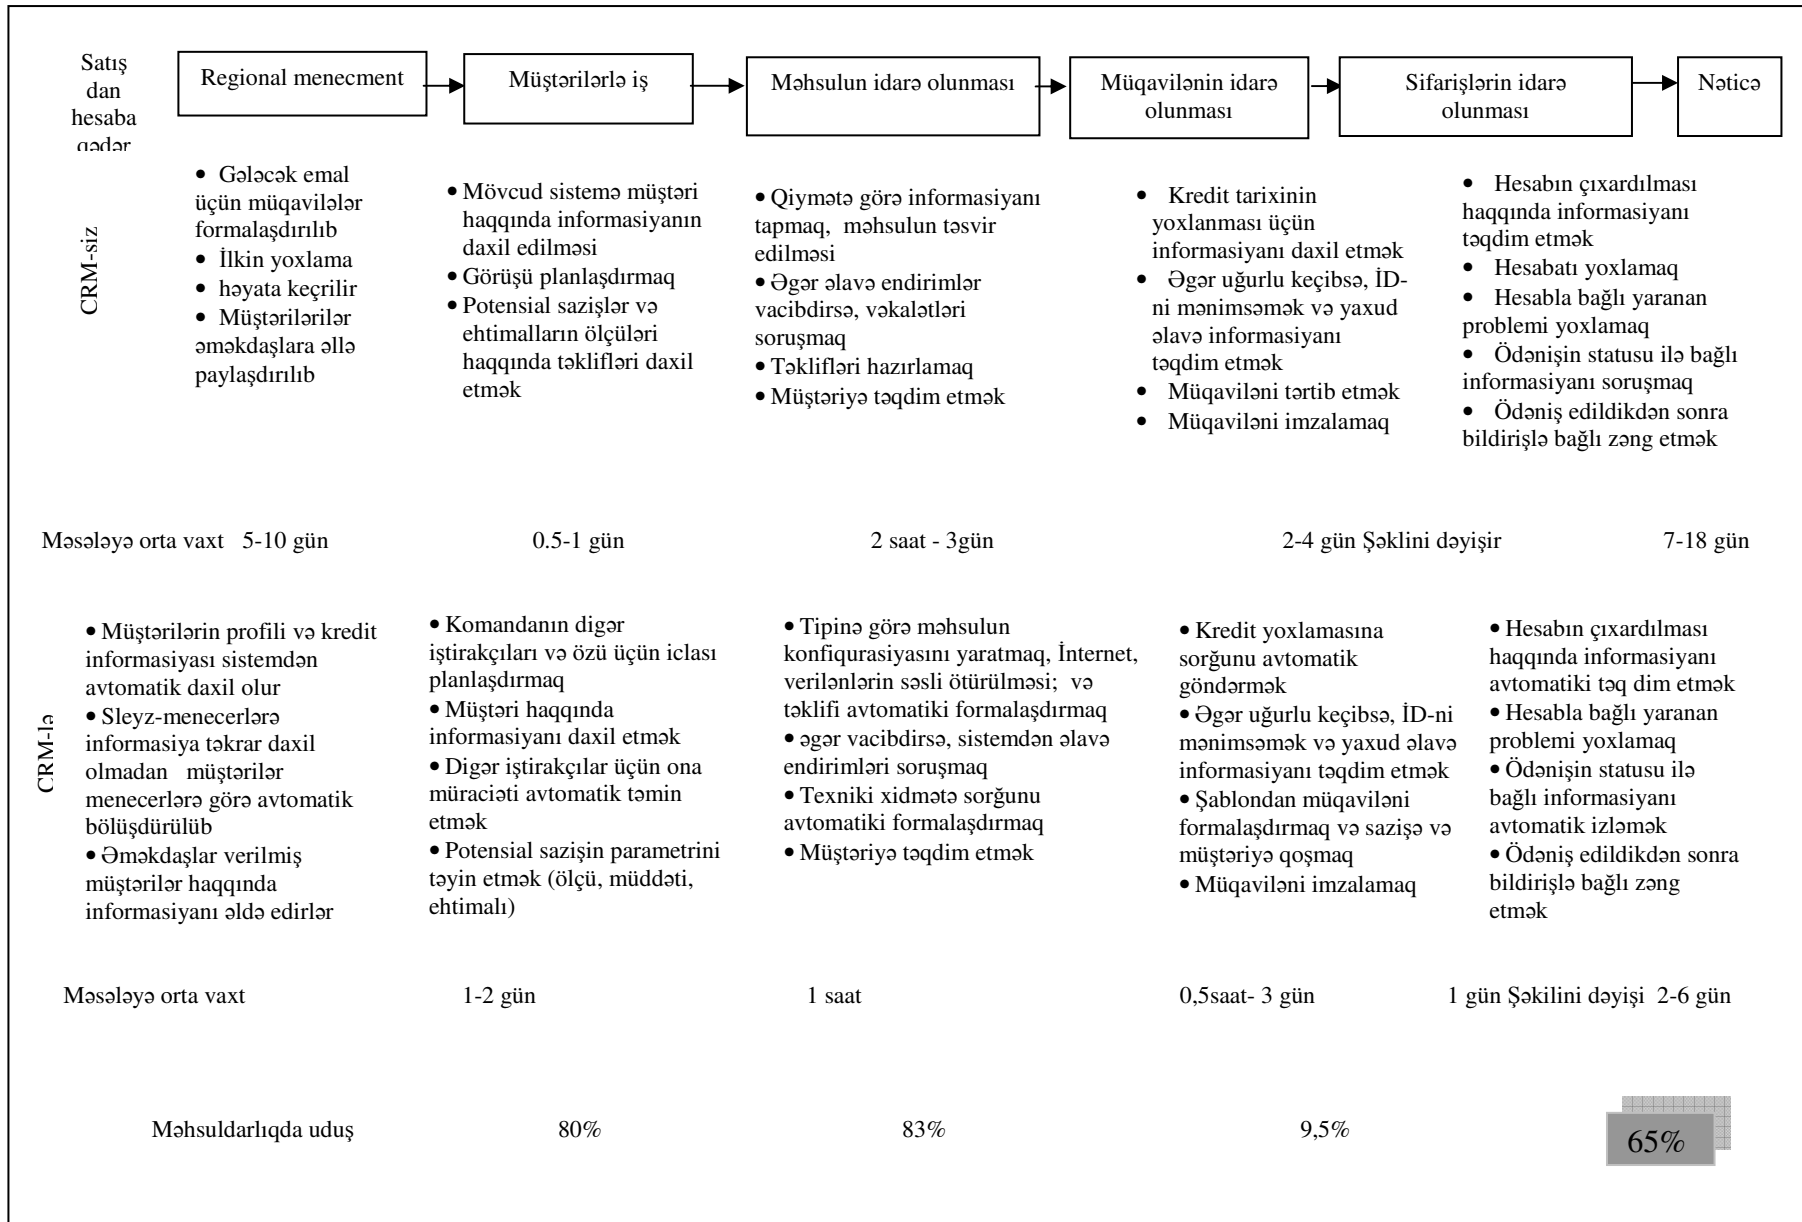 Satış
dan
hesaba
qədər
Regional menecment
Müştərilərlə iş
Məhsulun idarə olunması
Müqavilənin idarə
olunması
Sifarişlərin idarə
olunması
Nəticə
CRM-siz
• Gələcək emal
üçün müqavilələr
formalaşdırılıb
• İlkin yoxlama
• həyata keçrilir
• Müştərilərilər
əməkdaşlara əllə
paylaşdırılıb
• Mövcud sistemə müştəri
haqqında informasiyanın
daxil edilməsi
• Görüşü planlaşdırmaq
• Potensial sazişlər və
ehtimalların ölçüləri
haqqında təklifləri daxil
etmək
• Qiymətə görə informasiyanı
tapmaq, məhsulun təsvir
edilməsi
• Əgər əlavə endirimlər
vacibdirsə, vəkalətləri
soruşmaq
• Təklifləri hazırlamaq
• Müştəriyə təqdim etmək
• Kredit tarixinin
yoxlanması üçün
informasiyanı daxil etmək
• Əgər uğurlu keçibsə, İD-
ni mənimsəmək və yaxud
əlavə informasiyanı
təqdim etmək
• Müqaviləni tərtib etmək
• Müqaviləni imzalamaq
• Hesabın çıxardılması
haqqında informasiyanı
təqdim etmək
• Hesabatı yoxlamaq
• Hesabla bağlı yaranan
problemi yoxlamaq
• Ödənişin statusu ilə bağlı
informasiyanı soruşmaq
• Ödəniş edildikdən sonra
bildirişlə bağlı zəng etmək
Məsələyə orta vaxt 5-10 gün 0.5-1 gün 2 saat - 3gün 2-4 gün Şəklini dəyişir 7-18 gün
CRM-lə
• Müştərilərin profili və kredit
informasiyası sistemdən
avtomatik daxil olur
• Sleyz-menecerlərə
informasiya təkrar daxil
olmadan müştərilər
menecerlərə görə avtomatik
bölüşdürülüb
• Əməkdaşlar verilmiş
müştərilər haqqında
informasiyanı əldə edirlər
• Komandanın digər
iştirakçıları və özü üçün iclası
planlaşdırmaq
• Müştəri haqqında
informasiyanı daxil etmək
• Digər iştirakçılar üçün ona
müraciəti avtomatik təmin
etmək
• Potensial sazişin parametrini
təyin etmək (ölçü, müddəti,
ehtimalı)
• Tipinə görə məhsulun
konfiqurasiyasını yaratmaq, İnternet,
verilənlərin səsli ötürülməsi; və
təklifi avtomatiki formalaşdırmaq
• əgər vacibdirsə, sistemdən əlavə
endirimləri soruşmaq
• Texniki xidmətə sorğunu
avtomatiki formalaşdırmaq
• Müştəriyə təqdim etmək
• Kredit yoxlamasına
sorğunu avtomatik
göndərmək
• Əgər uğurlu keçibsə, İD-ni
mənimsəmək və yaxud əlavə
informasiyanı təqdim etmək
• Şablondan müqaviləni
formalaşdırmaq və sazişə və
müştəriyə qoşmaq
• Müqaviləni imzalamaq
• Hesabın çıxardılması
haqqında informasiyanı
avtomatiki təq dim etmək
• Hesabla bağlı yaranan
problemi yoxlamaq
• Ödənişin statusu ilə
bağlı informasiyanı
avtomatik izləmək
• Ödəniş edildikdən sonra
bildirişlə bağlı zəng
etmək
Məsələyə orta vaxt 1-2 gün 1 saat 0,5saat- 3 gün 1 gün Şəkilini dəyişi 2-6 gün
Məhsuldarlıqda uduş 80% 83% 9,5% 65%